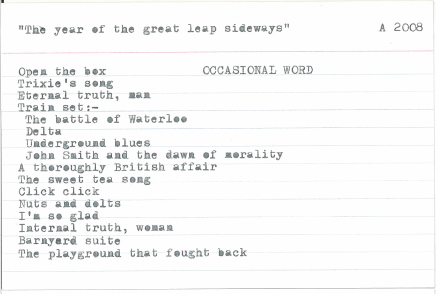 "The year of the great leap sideways" A 2008
Open the box OCCASIONAL WORD
Trixie's song
Eternal truth, man
Train set:-
The battle of Waterloo
Delta
Underground blues
John Smith and the dawn of morality
A thoroughly British affair
The sweet tea song
Click click
Nuts and dolts
I'm so glad
Internal truth, woman
Barnyard suite
The playground that fought back